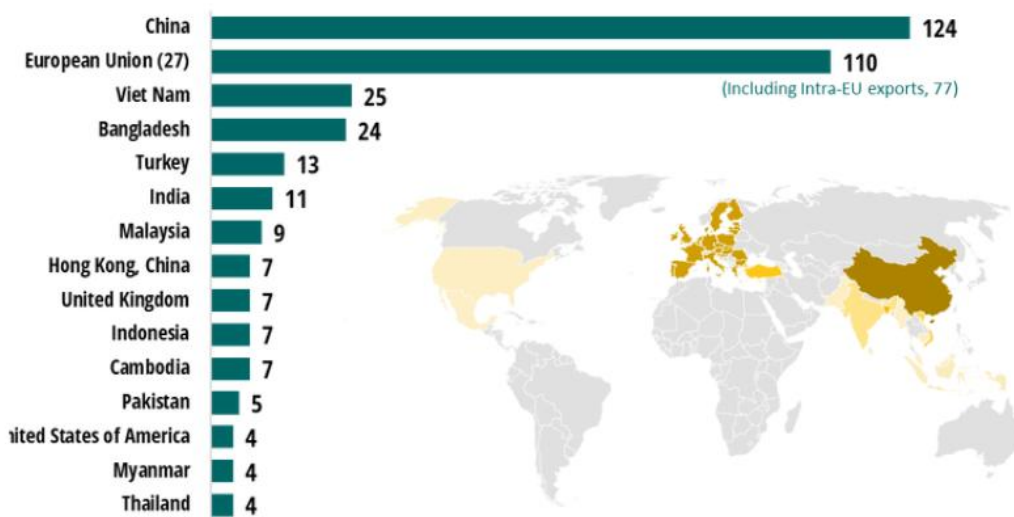 China 124
European Union (27) 110
(Including Intra-EU exports, 77)
Viet Nam 25
Bangladesh 24
Turkey 13
India 11
Malaysia 9
Hong Kong, China 7
United Kingdom 7
Indonesia 7
Cambodia 7
Pakistan 5
nited States of America 4
Myanmar 4
Thailand 4